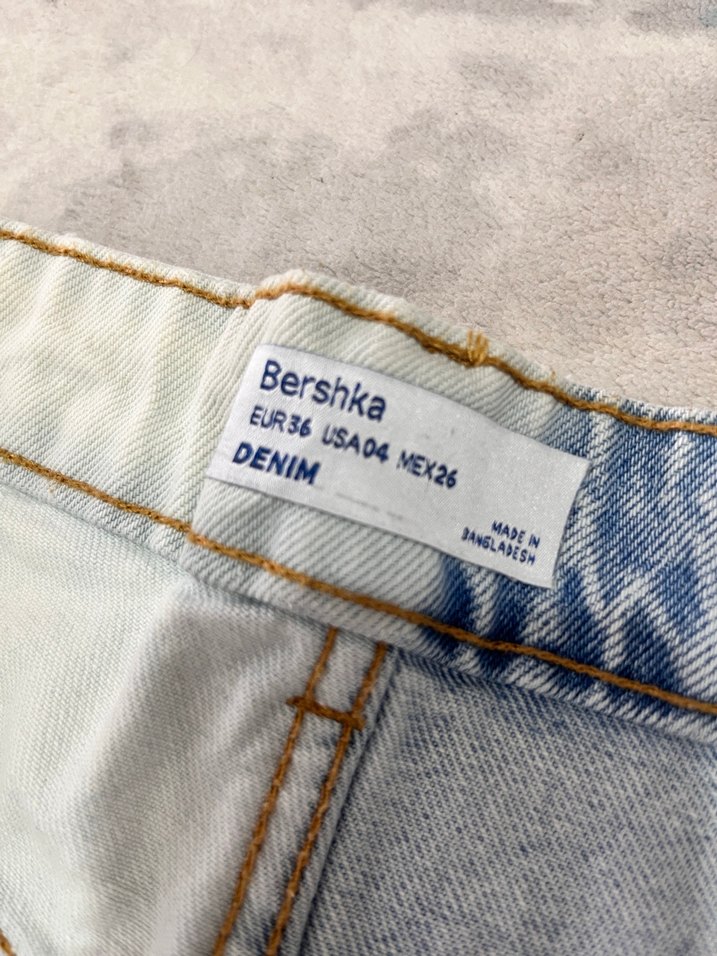 Bershka
EUR36 USA04 MEX26
DENIM
MADE IN
BANGLADESH